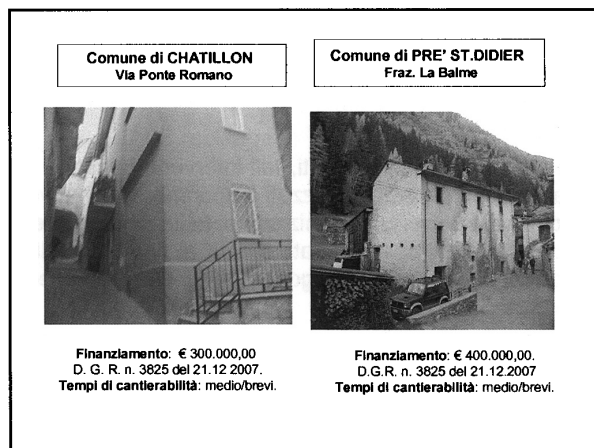 Comune di CHATILLON
Via Ponte Romano
Comune di PRE' ST.DIDIER
Fraz. La Balme
Finanziamento: € 300.000,00
D. G. R. n. 3825 del 21.12 2007.
Tempi di cantierabilità: medio/brevi.
Finanziamento: € 400.000,00.
D.G.R. n. 3825 del 21.12.2007
Tempi di cantierabilità: medio/brevi.